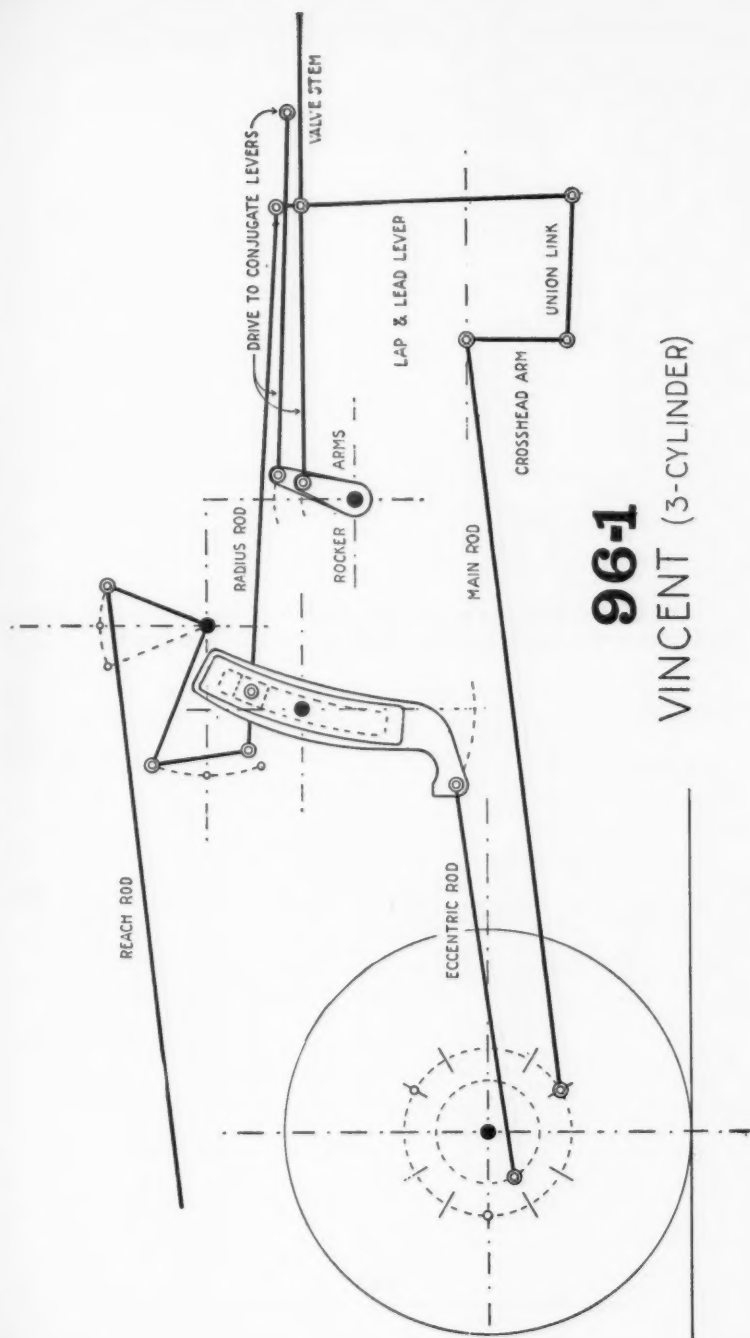 REACH ROD
RADIUS ROD
DRIVE TO CONJUGATE LEVERS
VALVE STEM
ROCKER ARMS
LAP & LEAD LEVER
ECCENTRIC ROD
MAIN ROD
CROSSHEAD ARM
UNION LINK
96-1
VINCENT (3-CYLINDER)